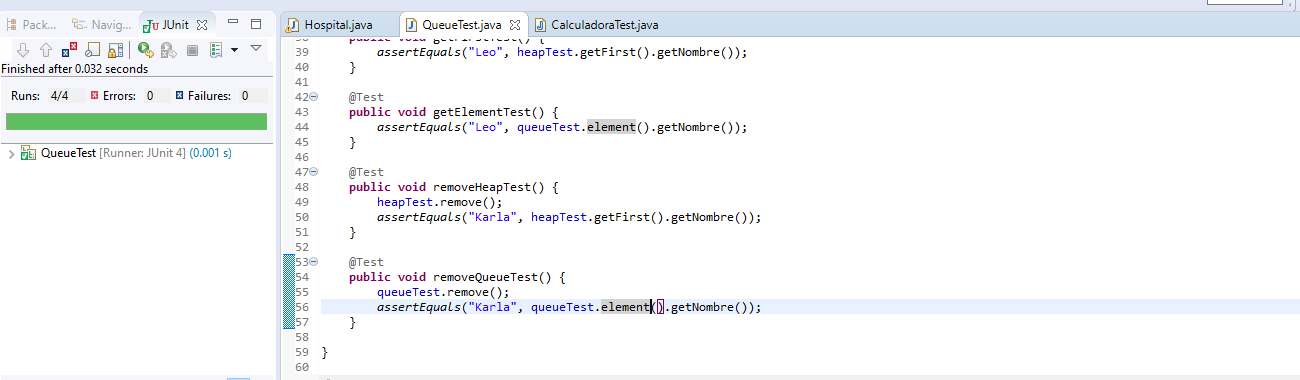 Pack... Navig... JUnit
Finished after 0.032 seconds
Runs: 4/4 Errors: 0 Failures: 0
QueueTest [Runner: JUnit 4] (0.001 s)
Hospital.java QueueTest.java CalculadoraTest.java
38 public void getFirstTest() {
39 assertEquals("Leo", heapTest.getFirst().getNombre());
40 }
41
42 @Test
43 public void getElementTest() {
44 assertEquals("Leo", queueTest.element().getNombre());
45 }
46
47 @Test
48 public void removeHeapTest() {
49 heapTest.remove();
50 assertEquals("Karla", heapTest.getFirst().getNombre());
51 }
52
53 @Test
54 public void removeQueueTest() {
55 queueTest.remove();
56 assertEquals("Karla", queueTest.element().getNombre());
57 }
58
59 }
60